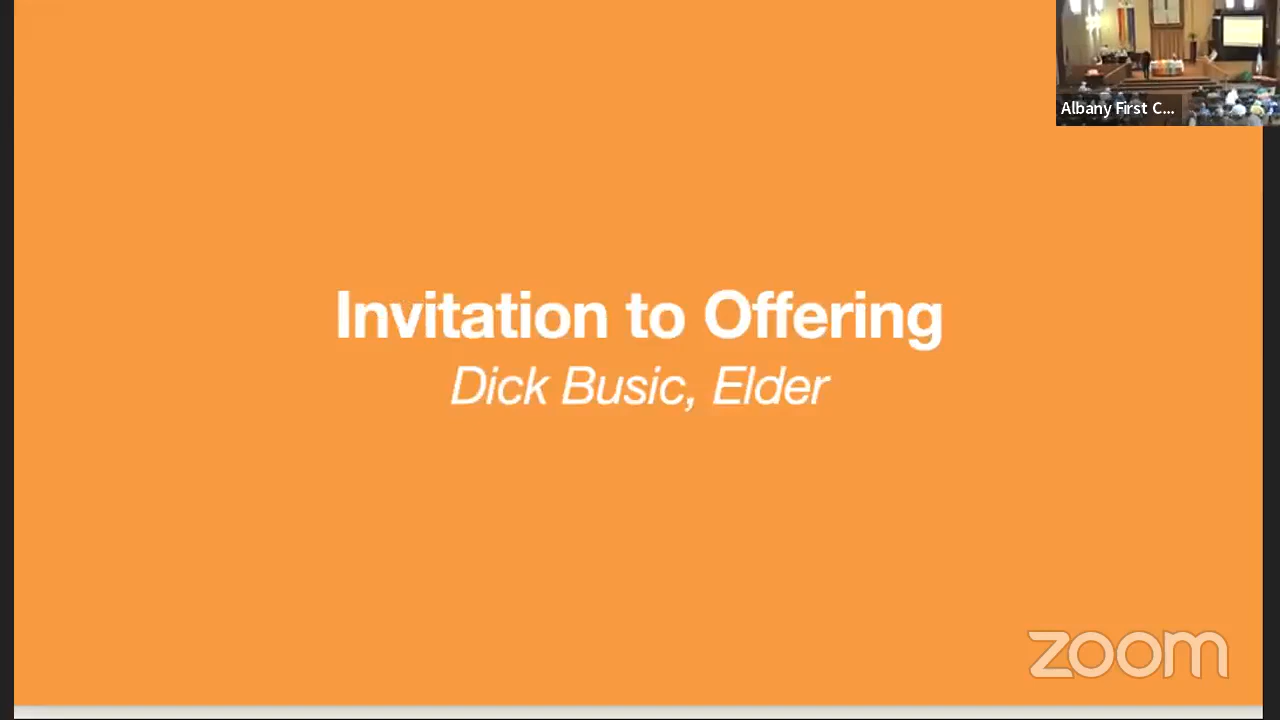 Albany First C...
Invitation to Offering
Dick Busic, Elder
zoom